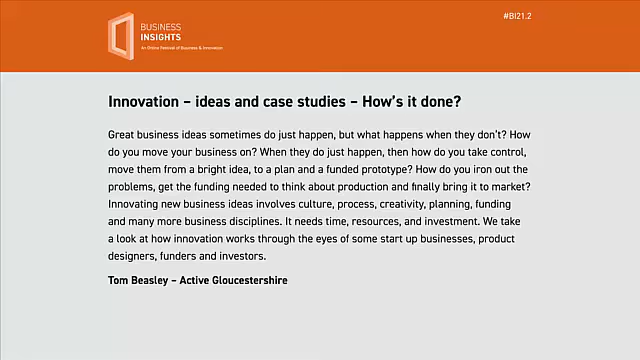 #BI21.2
BUSINESS
INSIGHTS
An Online Festival of Business & Innovation
Innovation – ideas and case studies – How's it done?
Great business ideas sometimes do just happen, but what happens when they don't? How
do you move your business on? When they do just happen, then how do you take control,
move them from a bright idea, to a plan and a funded prototype? How do you iron out the
problems, get the funding needed to think about production and finally bring it to market?
Innovating new business ideas involves culture, process, creativity, planning, funding
and many more business disciplines. It needs time, resources, and investment. We take
a look at how innovation works through the eyes of some start up businesses, product
designers, funders and investors.
Tom Beasley – Active Gloucestershire